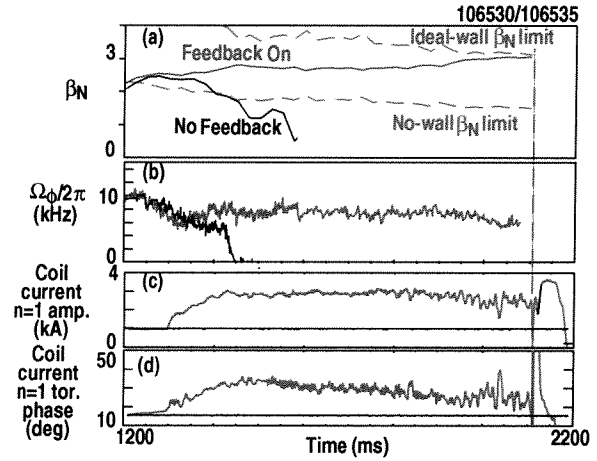 106530/106535
(a)
Ideal-wall βN limit
Feedback On
3
βN
No Feedback
No-wall βN limit
0
(b)
Ωϕ/2π
(kHz)
10
0
(c)
Coil
current
n=1 amp.
(kA)
4
0
(d)
Coil
current
n=1 tor.
phase
(deg)
50
10
1200
Time (ms)
2200